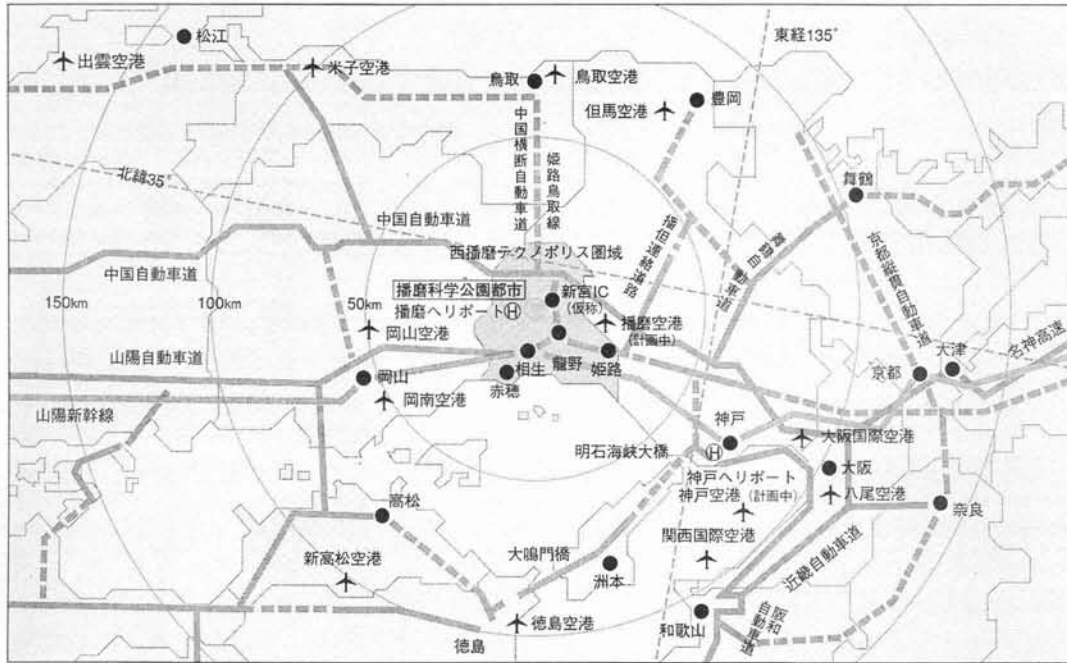 東経135°
松江
出雲空港
米子空港
鳥取
鳥取空港
但馬空港
豊岡
中国横断自動車道
姫路鳥取線
北緯35°
舞鶴
中国自動車道
播但連絡道路
舞鶴自動車道
京都縦貫自動車道
西播磨テクノポリス圏域
中国自動車道
150km
100km
50km
播磨科学公園都市
播磨ヘリポートⒽ
新宮IC
(仮称)
播磨空港
(計画中)
岡山空港
山陽自動車道
相生
龍野
姫路
大津
名神高速
京都
岡山
赤穂
岡南空港
山陽新幹線
神戸
大阪国際空港
明石海峡大橋
Ⓗ
神戸ヘリポート
大阪
神戸空港(計画中)
八尾空港
奈良
高松
関西国際空港
大鳴門橋
近畿自動車道
新高松空港
洲本
徳島空港
徳島
和歌山
阪和自動車道